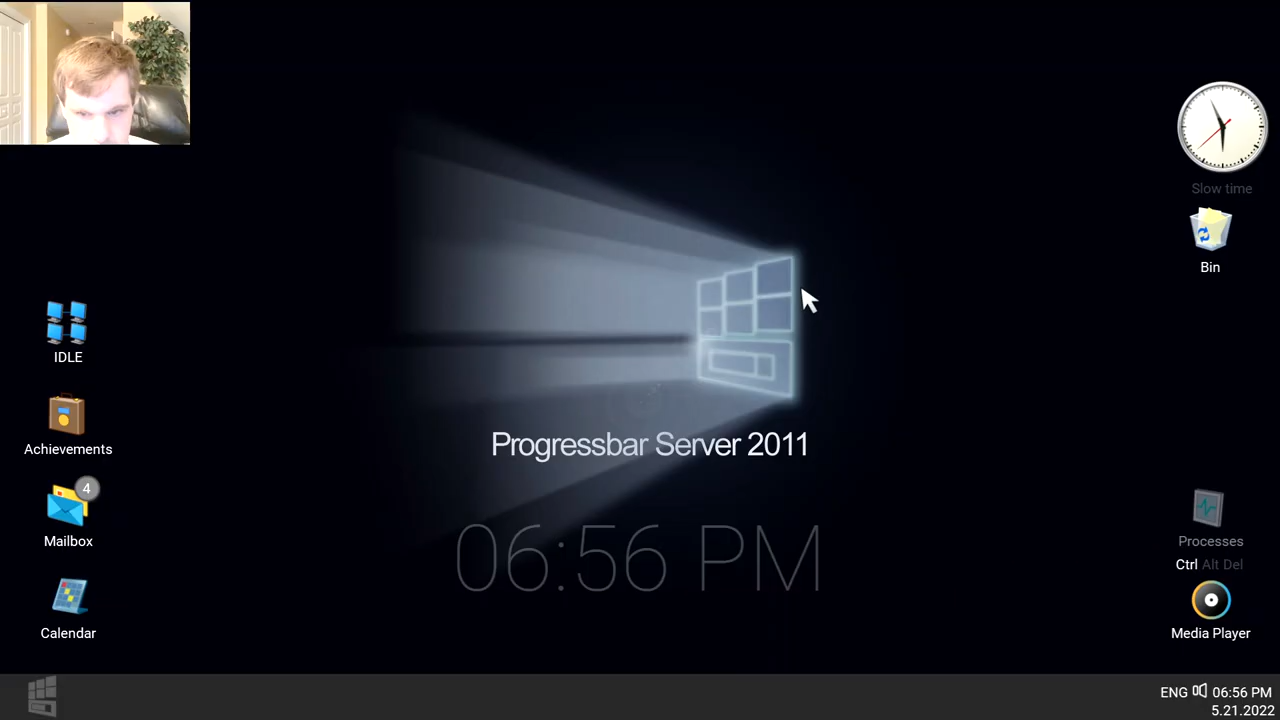 Slow time
Bin
IDLE
Achievements
4
Mailbox
Calendar
Progressbar Server 2011
06:56 PM
Processes
Ctrl Alt Del
Media Player
ENG 06:56 PM
5.21.2022